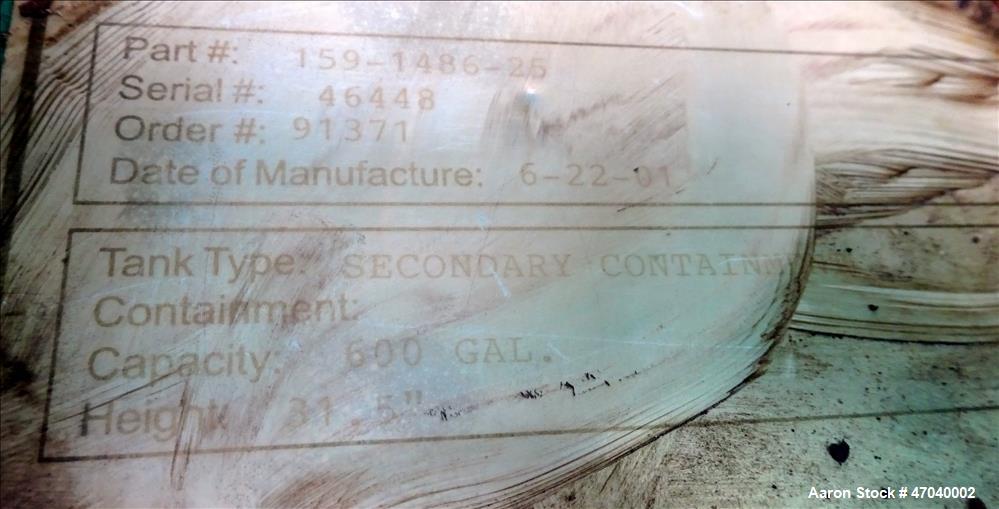 Part #: 159-1486-25
Serial #: 46448
Order #: 91371
Date of Manufacture: 6-22-01
Tank Type: SECONDARY CONTAINM
Containment:
Capacity: 600 GAL.
Height: 31.5"
Aaron Stock # 47040002